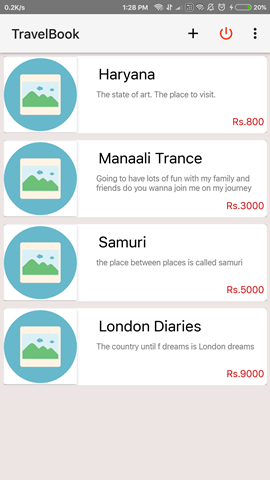 0.2K/s 1:28 PM 20%
TravelBook
Haryana
The state of art. The place to visit.
Rs.800
Manaali Trance
Going to have lots of fun with my family and
friends do you wanna join me on my journey
Rs.3000
Samuri
the place between places is called samuri
Rs.5000
London Diaries
The country until f dreams is London dreams
Rs.9000